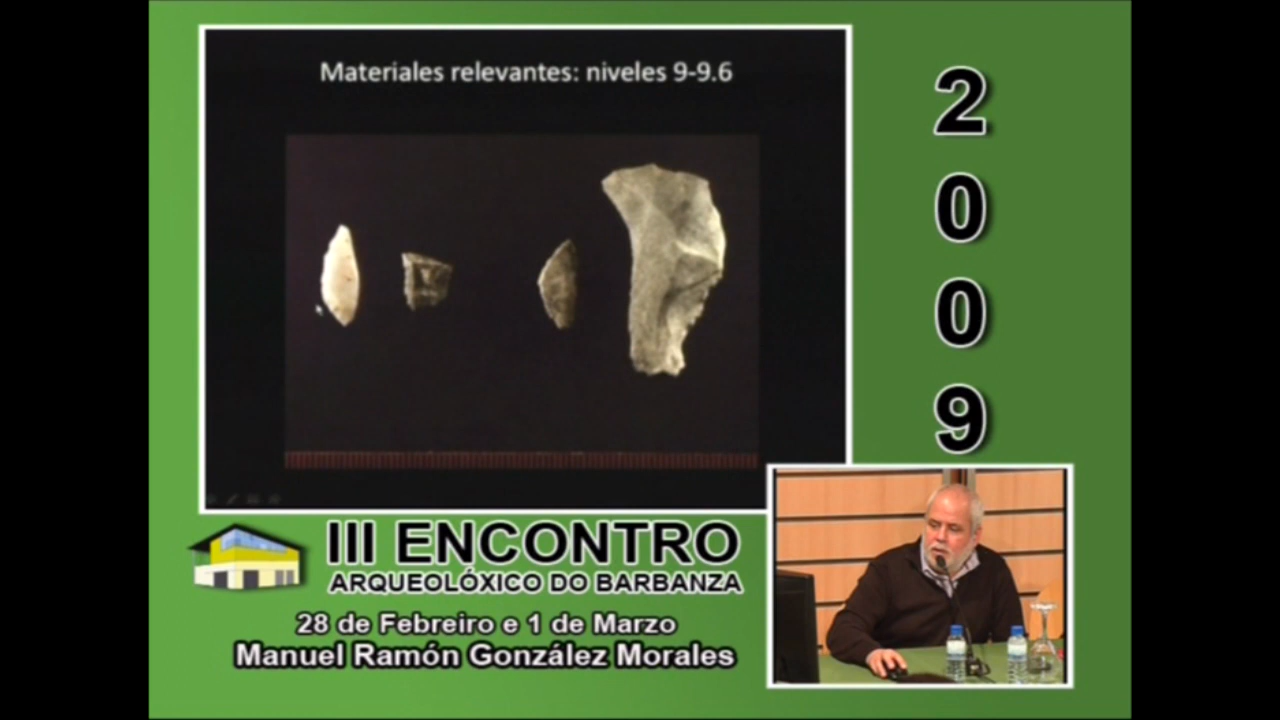 Materiales relevantes: niveles 9-9.6
2
0
0
9
III ENCONTRO
ARQUEOLÓXICO DO BARBANZA
28 de Febreiro e 1 de Marzo
Manuel Ramón González Morales